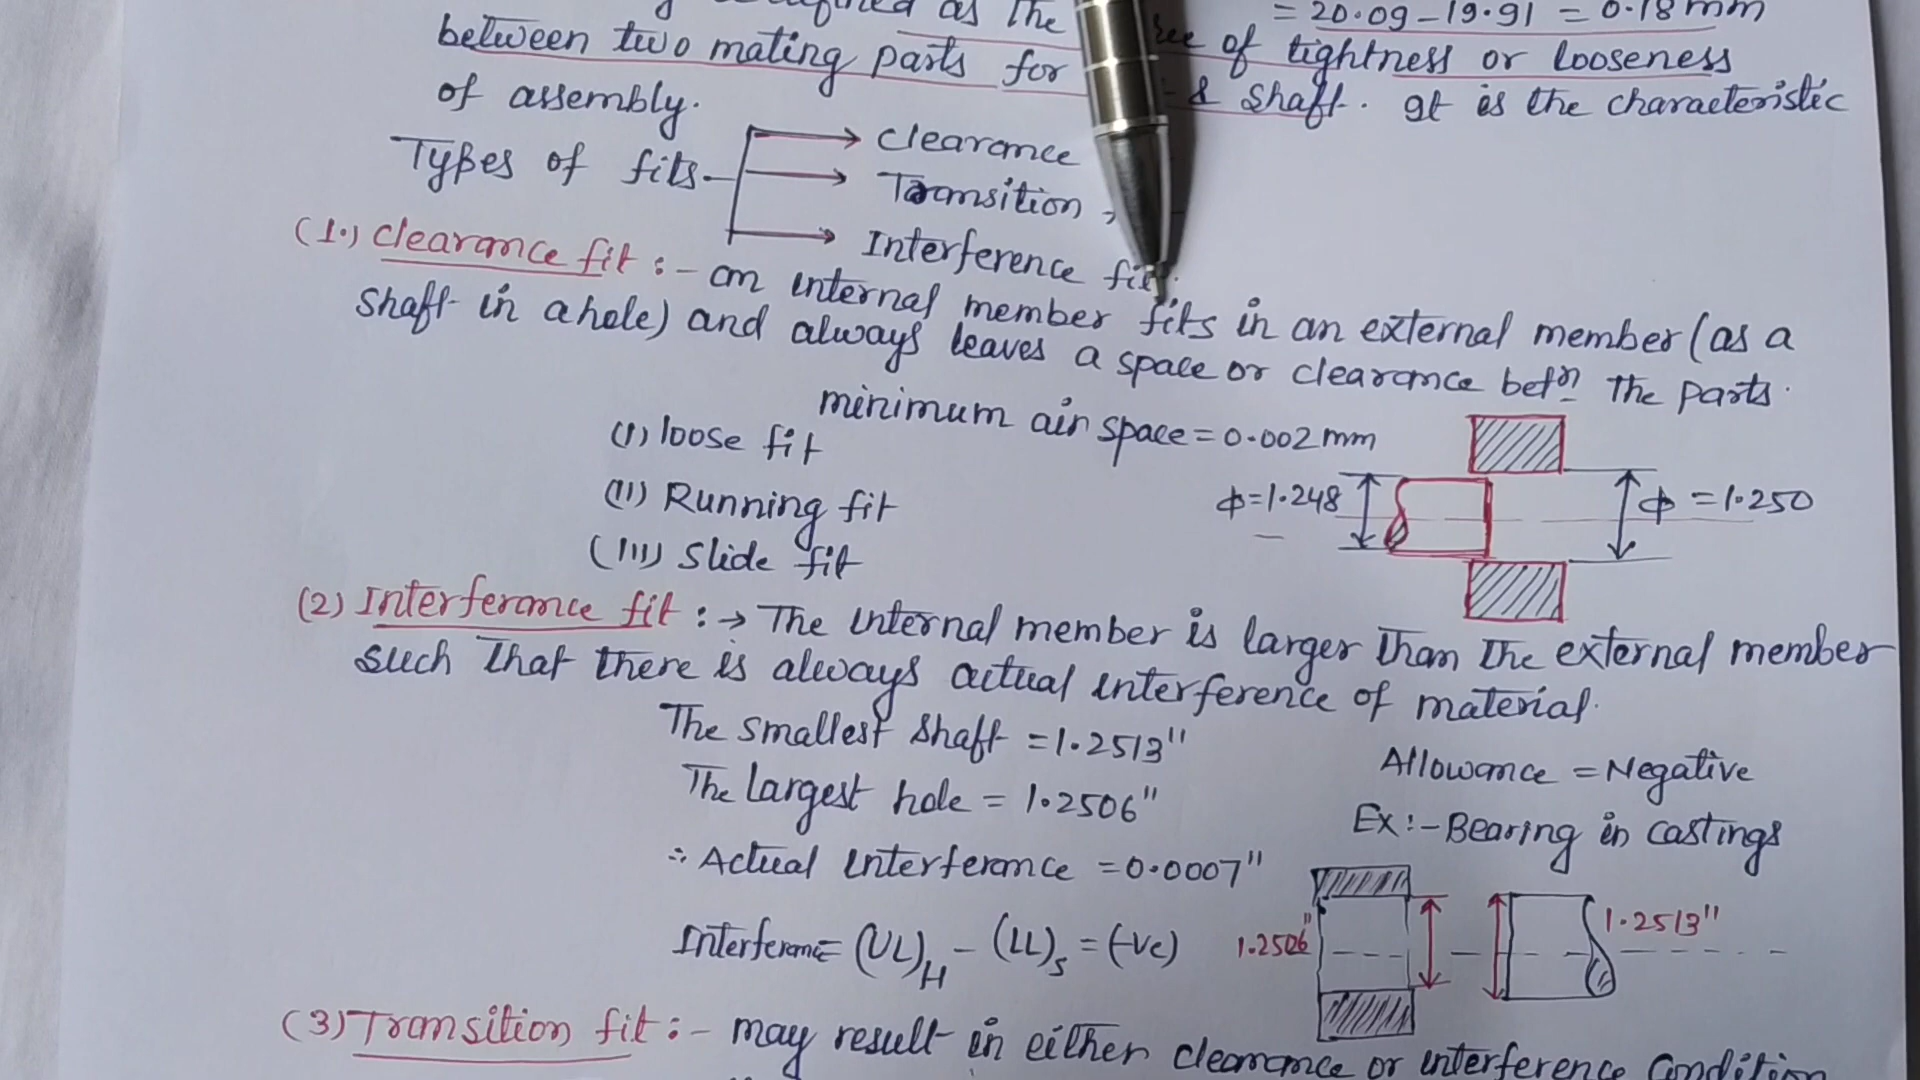 as the
= 20.09-19.91 = 0.18mm
between two mating parts for of tightness or looseness
of assembly. & shaft. It is the characteristic
Types of fits
clearance
Transition
Interference fit.
(1.) clearance fit :- an internal member fits in an external member (as a
shaft in a hole) and always leaves a space or clearance betn the parts.
minimum air space = 0.002mm
(I) loose fit
(II) Running fit
(III) Slide fit
ϕ=1.248
ϕ = 1.250
(2) Interference fit :→ The internal member is larger than the external member
such that there is always actual interference of material.
The smallest shaft = 1.2513"
The largest hole = 1.2506"
∴ Actual interference = 0.0007"
Interference = (UL)H - (LL)s = (-ve)
Allowance = Negative
Ex:- Bearing in castings
1.2506"
1.2513"
(3) Transition fit :- may result in either clearance or interference condition